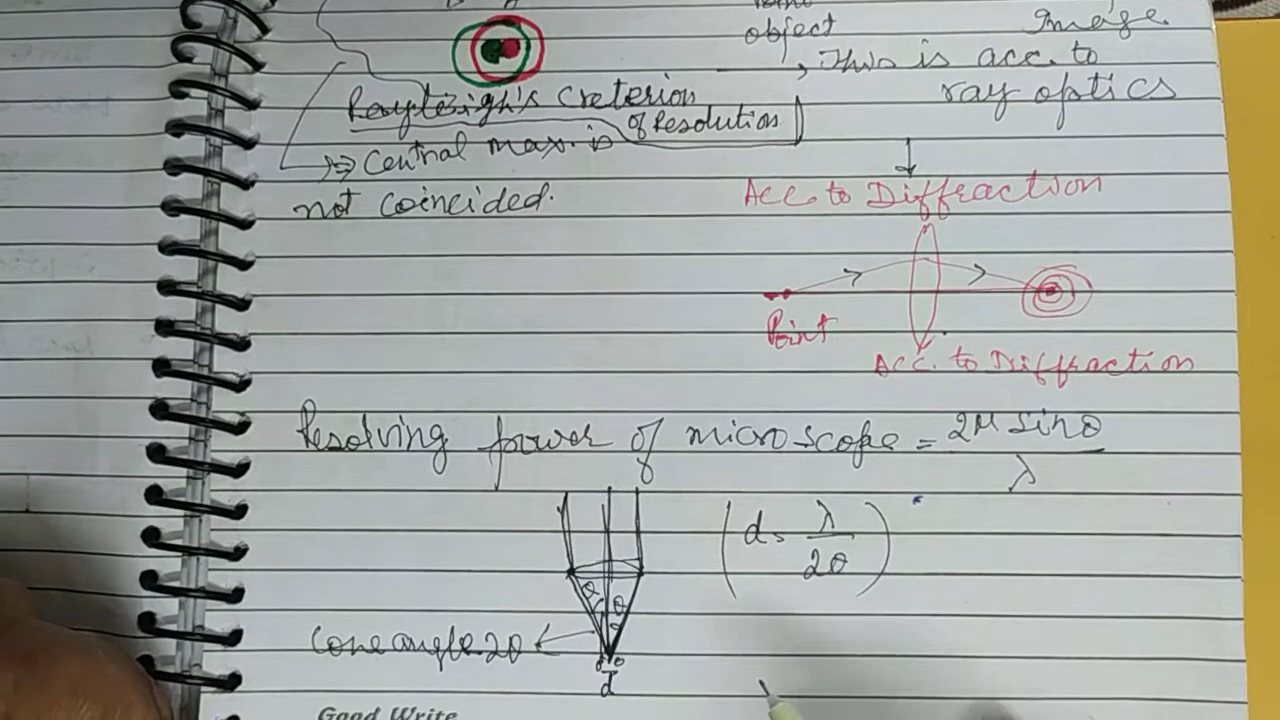 object
Image
, This is acc. to
ray optics
Rayleigh's Creterion
of Resolution
⇒ Central max. is
not coincided.
Acc. to Diffraction
Point
Acc. to Diffraction
Resolving power of microscope = 2μ sinθ / λ
(d = λ / 2θ)
θ θ
Cone angle 2θ
d
Good Write